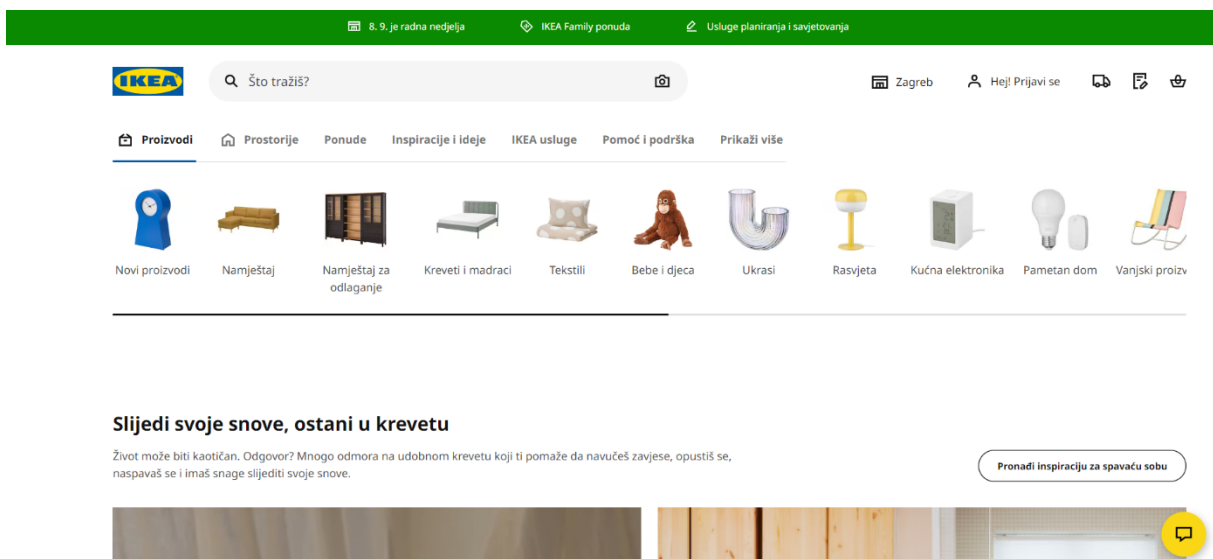 8. 9. je radna nedjelja
IKEA Family ponuda
Usluge planiranja i savjetovanja
IKEA
Što tražiš?
Zagreb
Hej! Prijavi se
Proizvodi
Prostorije
Ponude
Inspiracije i ideje
IKEA usluge
Pomoć i podrška
Prikaži više
Novi proizvodi
Namještaj
Namještaj za
odlaganje
Kreveti i madraci
Tekstili
Bebe i djeca
Ukrasi
Rasvjeta
Kućna elektronika
Pametan dom
Vanjski proizv
Slijedi svoje snove, ostani u krevetu
Život može biti kaotičan. Odgovor? Mnogo odmora na udobnom krevetu koji ti pomaže da navučeš zavjese, opustiš se,
naspavaš se i imaš snage slijediti svoje snove.
Pronađi inspiraciju za spavaću sobu